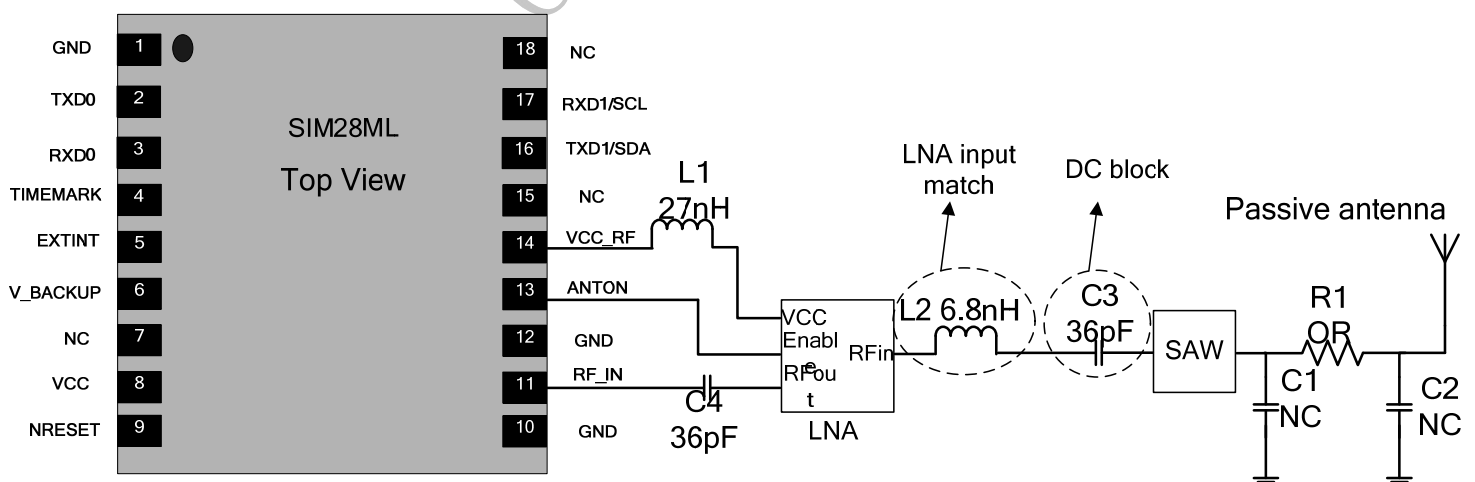 GND 1
TXD0 2
RXD0 3
TIMEMARK 4
EXTINT 5
V_BACKUP 6
NC 7
VCC 8
NRESET 9
SIM28ML
Top View
18 NC
17 RXD1/SCL
16 TXD1/SDA
15 NC
14 VCC_RF
13 ANTON
12 GND
11 RF_IN
10 GND
L1
27nH
C4
36pF
VCC
Enabl
e
RFou
t
RFin
LNA
LNA input
match
L2 6.8nH
DC block
C3
36pF
SAW
Passive antenna
R1
OR
C1
NC
C2
NC